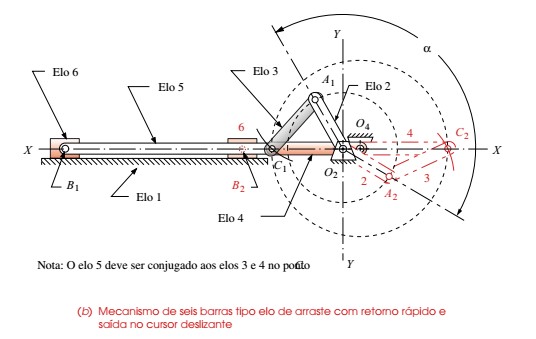 Y
α
Elo 6
Elo 5
Elo 3
A1
Elo 2
6
O4
4
C2
X
X
B1
B2
C1
O2
2
A2
3
Elo 1
Elo 4
Y
Nota: O elo 5 deve ser conjugado aos elos 3 e 4 no ponto C.
(b) Mecanismo de seis barras tipo elo de arraste com retorno rápido e
saída no cursor deslizante